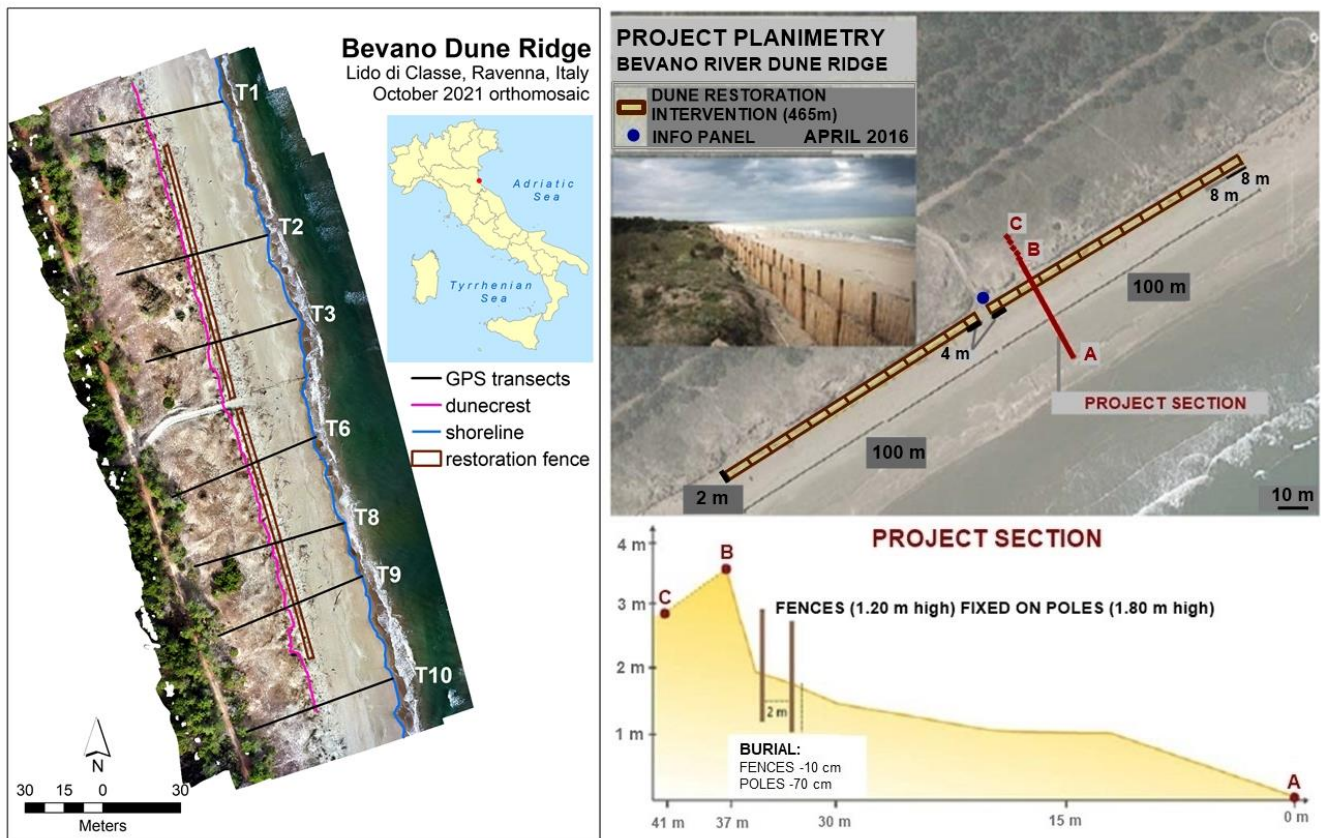 Bevano Dune Ridge
Lido di Classe, Ravenna, Italy
October 2021 orthomosaic
T1
T2
T3
T6
T8
T9
T10
Adriatic
Sea
Tyrrhenian
Sea
GPS transects
dunecrest
shoreline
restoration fence
N
30 15 0 30
Meters
PROJECT PLANIMETRY
BEVANO RIVER DUNE RIDGE
DUNE RESTORATION
INTERVENTION (465m)
INFO PANEL APRIL 2016
8 m
8 m
C
B
100 m
4 m
A
PROJECT SECTION
100 m
2 m
10 m
PROJECT SECTION
4 m
B
3 m
C
FENCES (1.20 m high) FIXED ON POLES (1.80 m high)
2 m
2 m
1 m
BURIAL:
FENCES -10 cm
POLES -70 cm
A
41 m 37 m 30 m 15 m 0 m